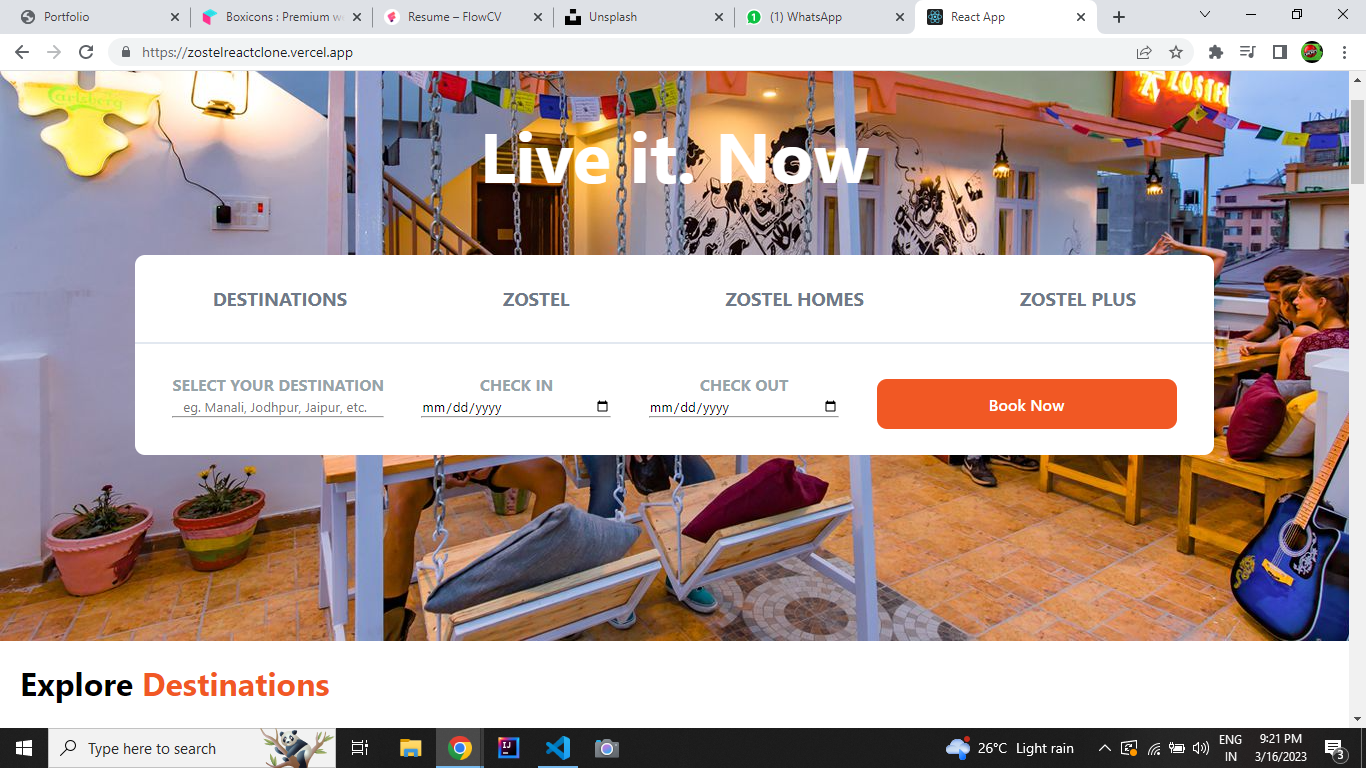 Portfolio
Boxicons : Premium w
Resume – FlowCV
Unsplash
(1) WhatsApp
React App
https://zostelreactclone.vercel.app
Carlsberg
ZOSTEL
Live it. Now
DESTINATIONS ZOSTEL ZOSTEL HOMES ZOSTEL PLUS
SELECT YOUR DESTINATION CHECK IN CHECK OUT
eg. Manali, Jodhpur, Jaipur, etc. mm/dd/yyyy mm/dd/yyyy Book Now
Explore Destinations
Type here to search
26°C Light rain
ENG 9:21 PM
IN 3/16/2023
3